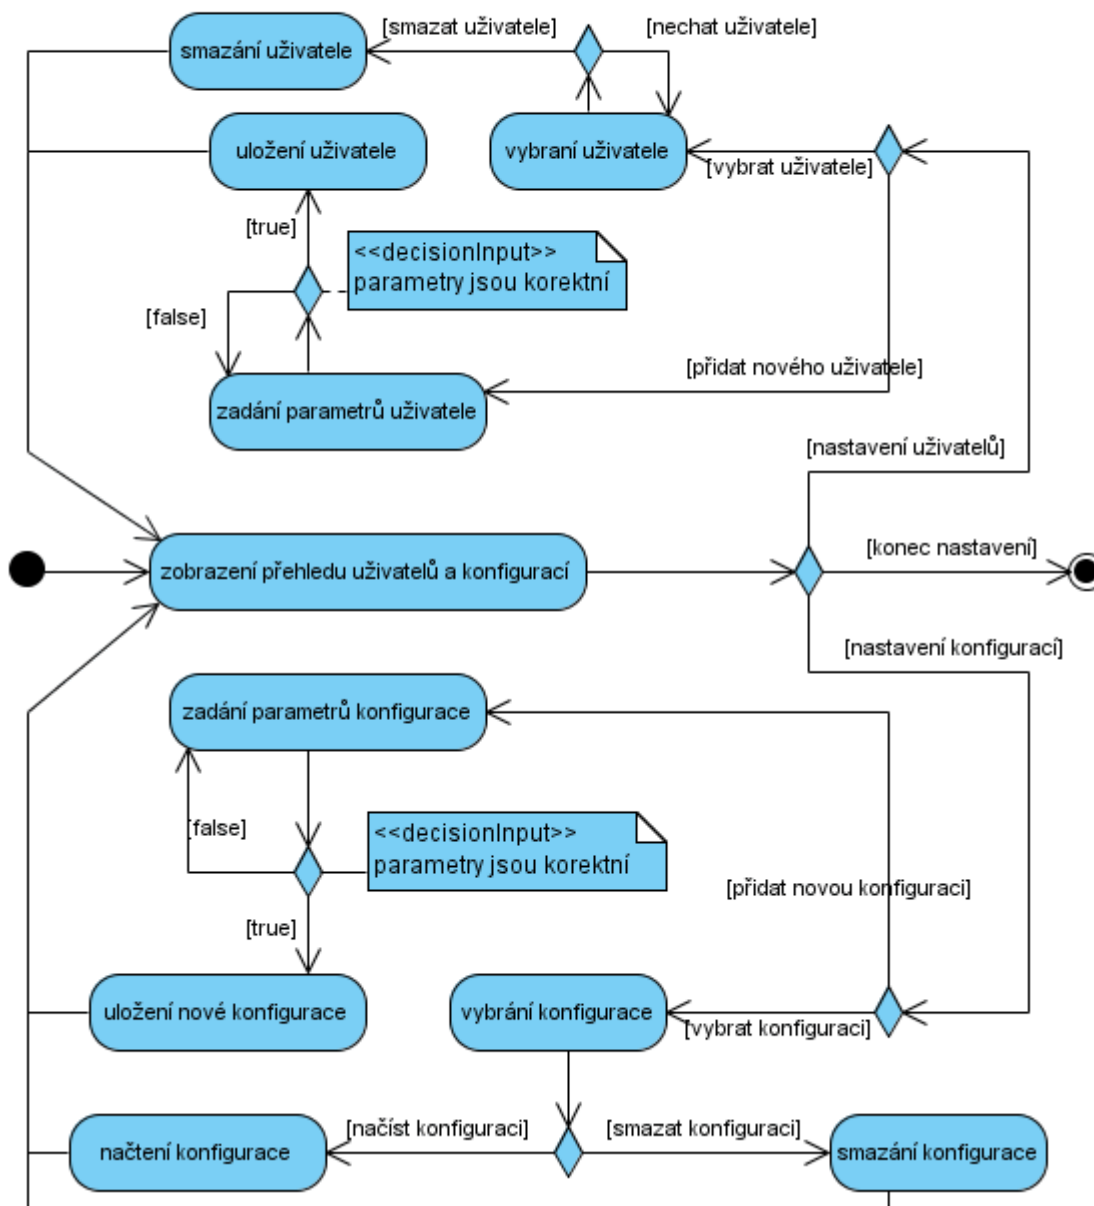 smazání uživatele
[smazat uživatele]
[nechat uživatele]
uložení uživatele
vybraní uživatele
[vybrat uživatele]
[true]
<<decisionInput>>
parametry jsou korektní
[false]
[přidat nového uživatele]
zadání parametrů uživatele
[nastavení uživatelů]
[konec nastavení]
zobrazení přehledu uživatelů a konfigurací
[nastavení konfigurací]
zadání parametrů konfigurace
[false]
<<decisionInput>>
parametry jsou korektní
[přidat novou konfiguraci]
[true]
uložení nové konfigurace
vybrání konfigurace
[vybrat konfiguraci]
[načíst konfiguraci]
[smazat konfiguraci]
načtení konfigurace
smazání konfigurace